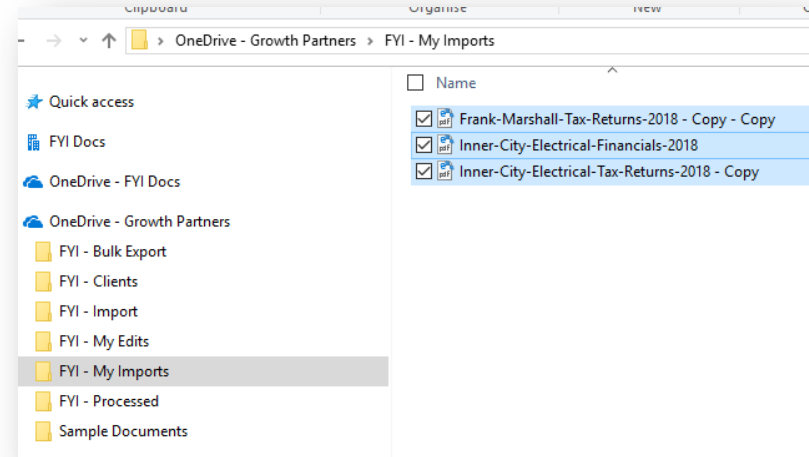 Clipboard Organise New
OneDrive - Growth Partners > FYI - My Imports
Name
Quick access
FYI Docs
OneDrive - FYI Docs
OneDrive - Growth Partners
FYI - Bulk Export
FYI - Clients
FYI - Import
FYI - My Edits
FYI - My Imports
FYI - Processed
Sample Documents
Frank-Marshall-Tax-Returns-2018 - Copy - Copy
Inner-City-Electrical-Financials-2018
Inner-City-Electrical-Tax-Returns-2018 - Copy